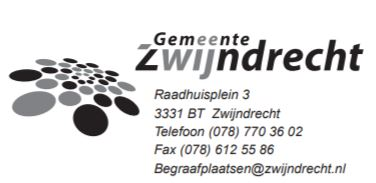 Gemeente
Zwijndrecht
Raadhuisplein 3
3331 BT Zwijndrecht
Telefoon (078) 770 36 02
Fax (078) 612 55 86
Begraafplaatsen@zwijndrecht.nl